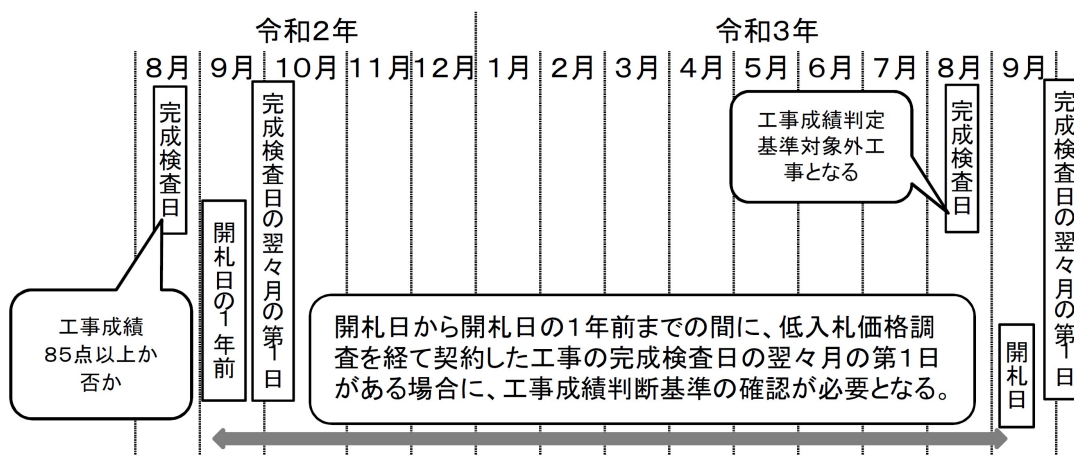 令和2年
令和3年
8月
9月
10月
11月
12月
1月
2月
3月
4月
5月
6月
7月
8月
9月
完成検査日
開札日の1年前
完成検査日の翌々月の第1日
工事成績
85点以上か
否か
工事成績判定
基準対象外工
事となる
完成検査日
開札日から開札日の1年前までの間に、低入札価格調
査を経て契約した工事の完成検査日の翌々月の第1日
がある場合に、工事成績判断基準の確認が必要となる。
開札日
完成検査日の翌々月の第1日